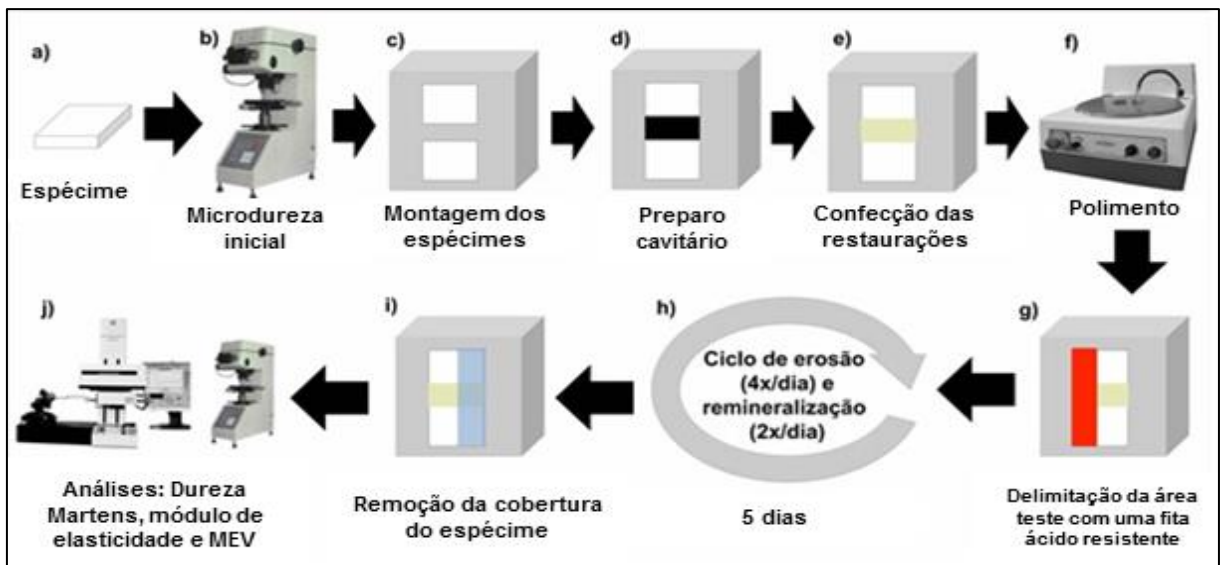 a)
Espécime
b)
Microdureza
inicial
c)
Montagem dos
espécimes
d)
Preparo
cavitário
e)
Confecção das
restaurações
f)
Polimento
g)
Delimitação da área
teste com uma fita
ácido resistente
h)
Ciclo de erosão
(4x/dia) e
remineralização
(2x/dia)
5 dias
i)
Remoção da cobertura
do espécime
j)
Análises: Dureza
Martens, módulo de
elasticidade e MEV